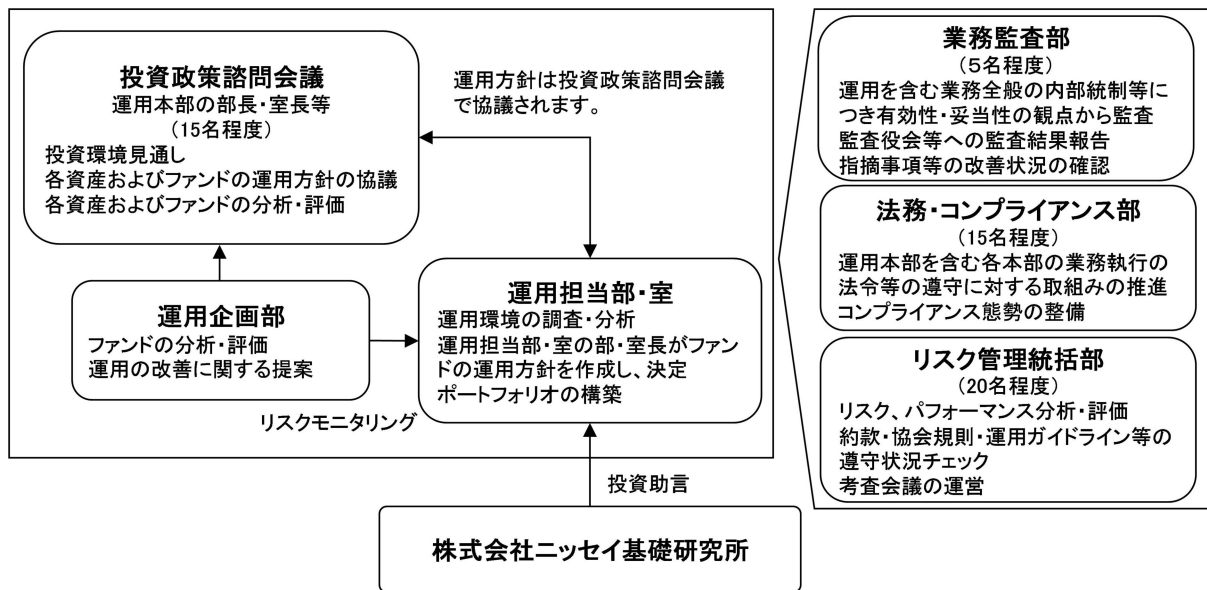 投資政策諮問会議
運用本部の部長・室長等
(15名程度)
投資環境見通し
各資産およびファンドの運用方針の協議
各資産およびファンドの分析・評価
運用方針は投資政策諮問会議
で協議されます。
運用企画部
ファンドの分析・評価
運用の改善に関する提案
リスクモニタリング
運用担当部・室
運用環境の調査・分析
運用担当部・室の部・室長がファン
ドの運用方針を作成し、決定
ポートフォリオの構築
投資助言
株式会社ニッセイ基礎研究所
業務監査部
(5名程度)
運用を含む業務全般の内部統制等に
つき有効性・妥当性の観点から監査
監査役会等への監査結果報告
指摘事項等の改善状況の確認
法務・コンプライアンス部
(15名程度)
運用本部を含む各本部の業務執行の
法令等の遵守に対する取組みの推進
コンプライアンス態勢の整備
リスク管理統括部
(20名程度)
リスク、パフォーマンス分析・評価
約款・協会規則・運用ガイドライン等の
遵守状況チェック
考査会議の運営